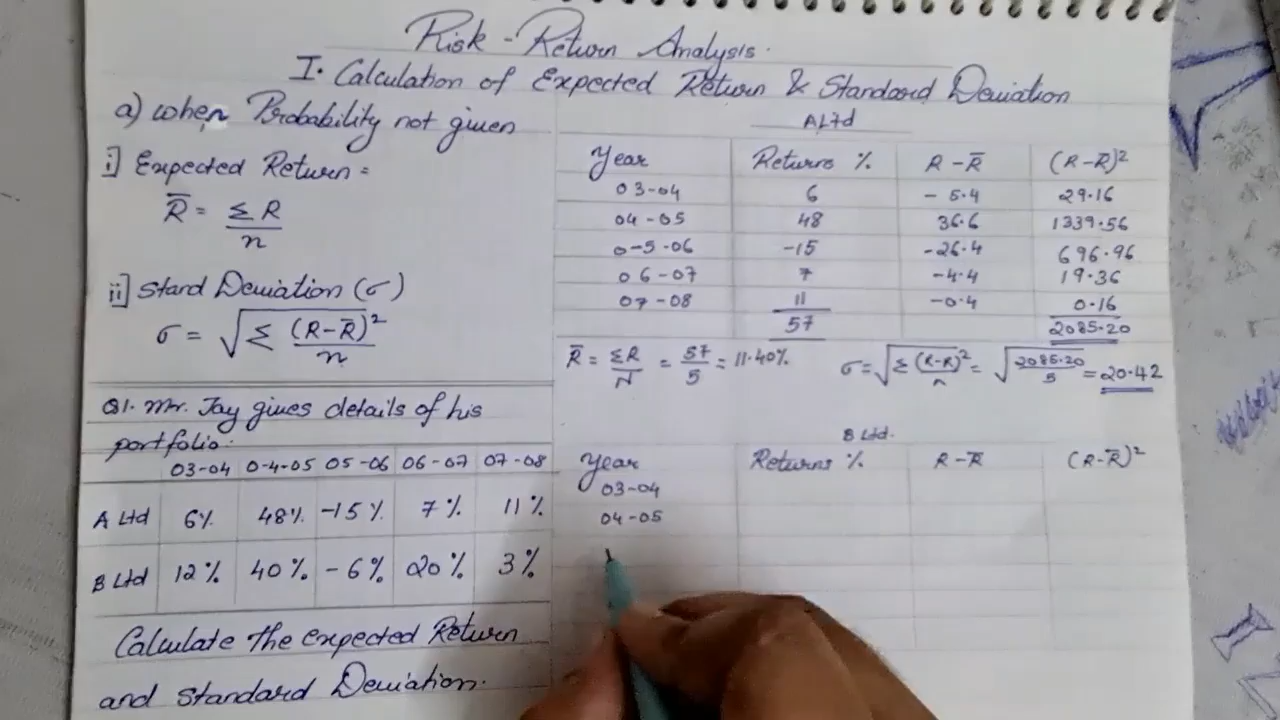 Risk - Return Analysis.
I. Calculation of Expected Return & Standard Deviation
a) when Probability not given
i] Expected Return =
R̄ = ΣR
n
ii] Stard Deviation (σ)
σ = √Σ (R-R̄)²
n
Q1. Mr. Jay gives details of his
portfolio.
03-04 0-4-05 05-06 06-07 07-08
A Ltd 6% 48% -15% 7% 11%
B Ltd 12% 40% -6% 20% 3%
Calculate the expected Return
and Standard Deviation.
A Ltd
Year Returns % R-R̄ (R-R̄)²
03-04 6 -5.4 29.16
04-05 48 36.6 1339.56
0-5-06 -15 -26.4 696.96
06-07 7 -4.4 19.36
07-08 11 -0.4 0.16
57 2085.20
R̄ = ΣR/N = 57/5 = 11.40% σ = √Σ(R-R)²/n = √2085.20/5 = 20.42
B Ltd.
Year Returns % R-R̄ (R-R̄)²
03-04
04-05